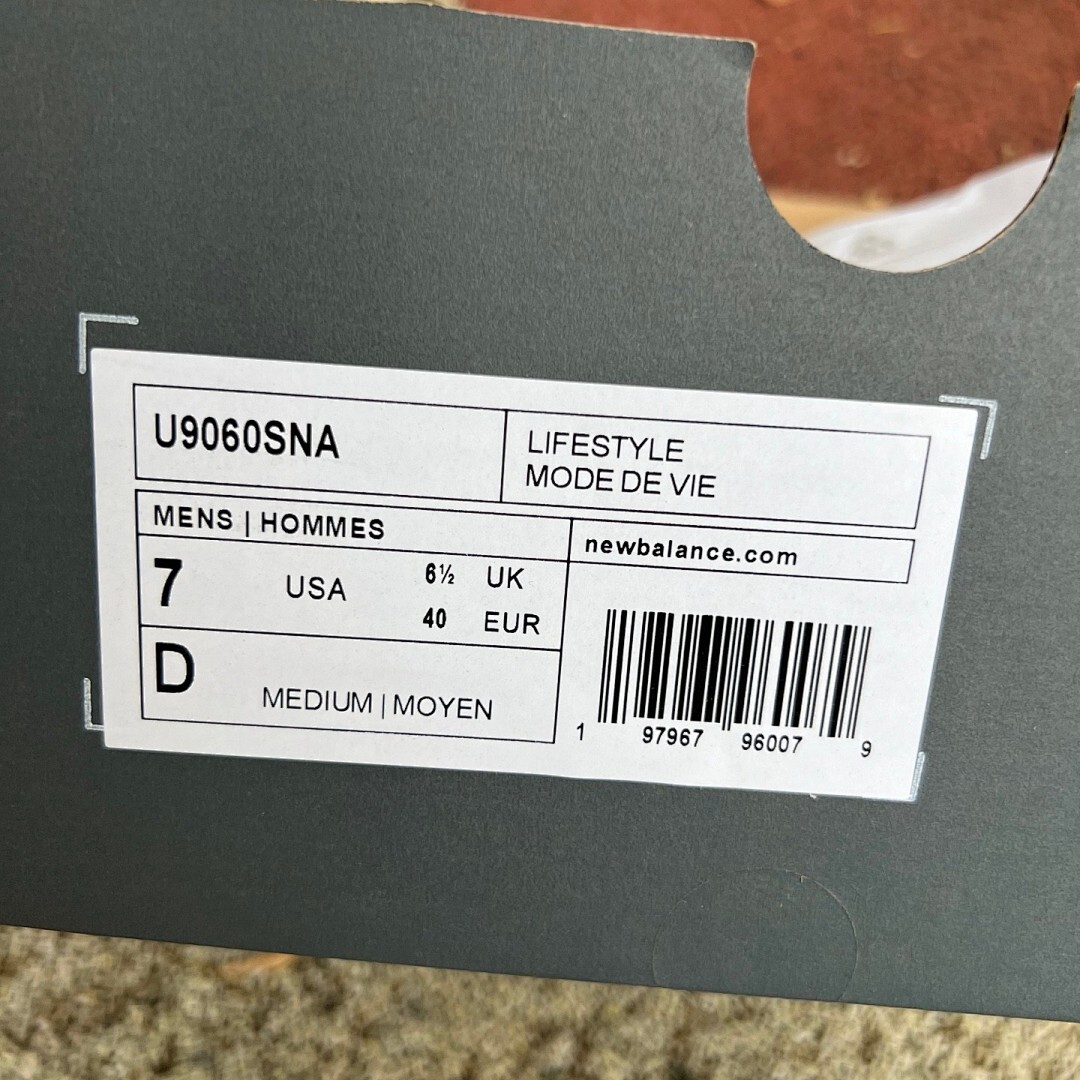 U9060SNA
LIFESTYLE
MODE DE VIE
MENS | HOMMES
newbalance.com
7 USA 6½ UK
40 EUR
D MEDIUM | MOYEN
1 97967 96007 9